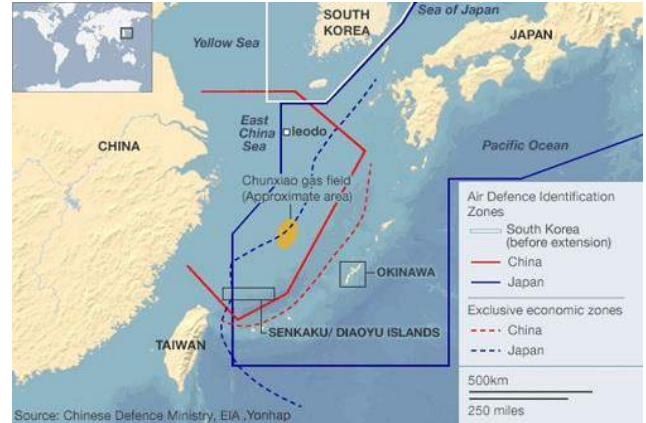 SOUTH
KOREA
Sea of Japan
JAPAN
Yellow Sea
East
China
Sea
Ieodo
CHINA
Pacific Ocean
Chunxiao gas field
(Approximate area)
OKINAWA
SENKAKU/ DIAOYU ISLANDS
TAIWAN
Air Defence Identification
Zones
South Korea
(before extension)
China
Japan
Exclusive economic zones
China
Japan
500km
250 miles
Source: Chinese Defence Ministry, EIA ,Yonhap